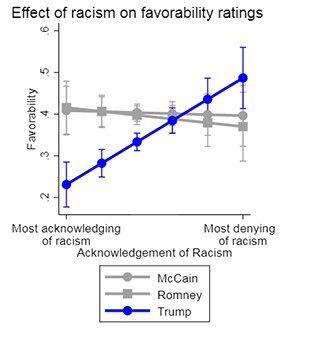 Effect of racism on favorability ratings
.6
.5
.4
.3
.2
Favorability
Most acknowledging
of racism
Most denying
of racism
Acknowledgement of Racism
McCain
Romney
Trump